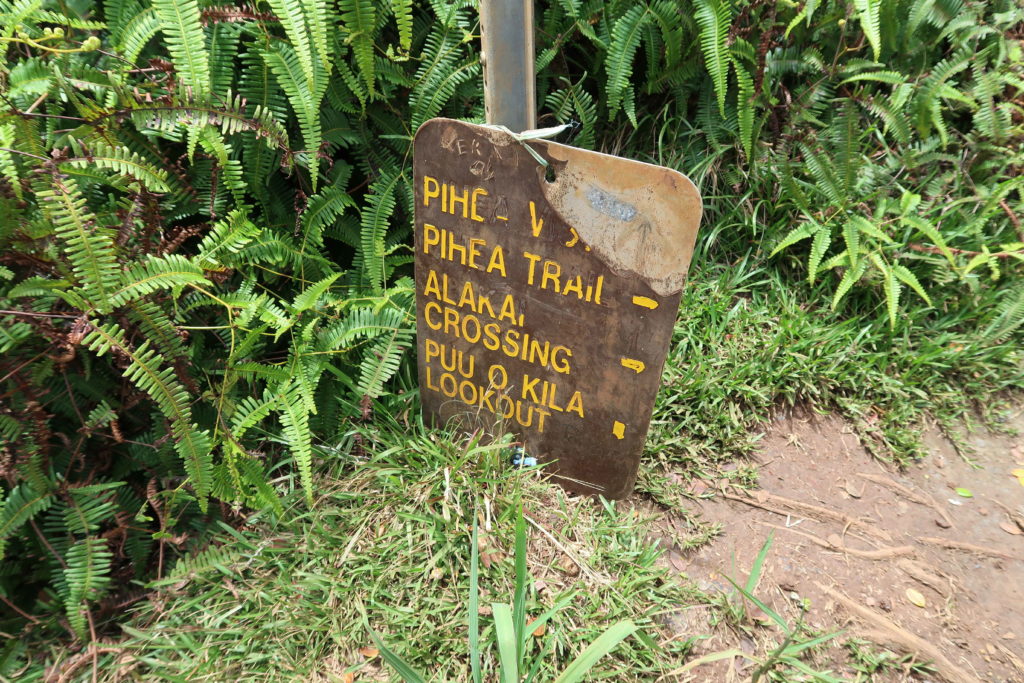 PIHEA V
PIHEA TRAIL
ALAKAI
CROSSING
PUU O KILA
LOOKOUT